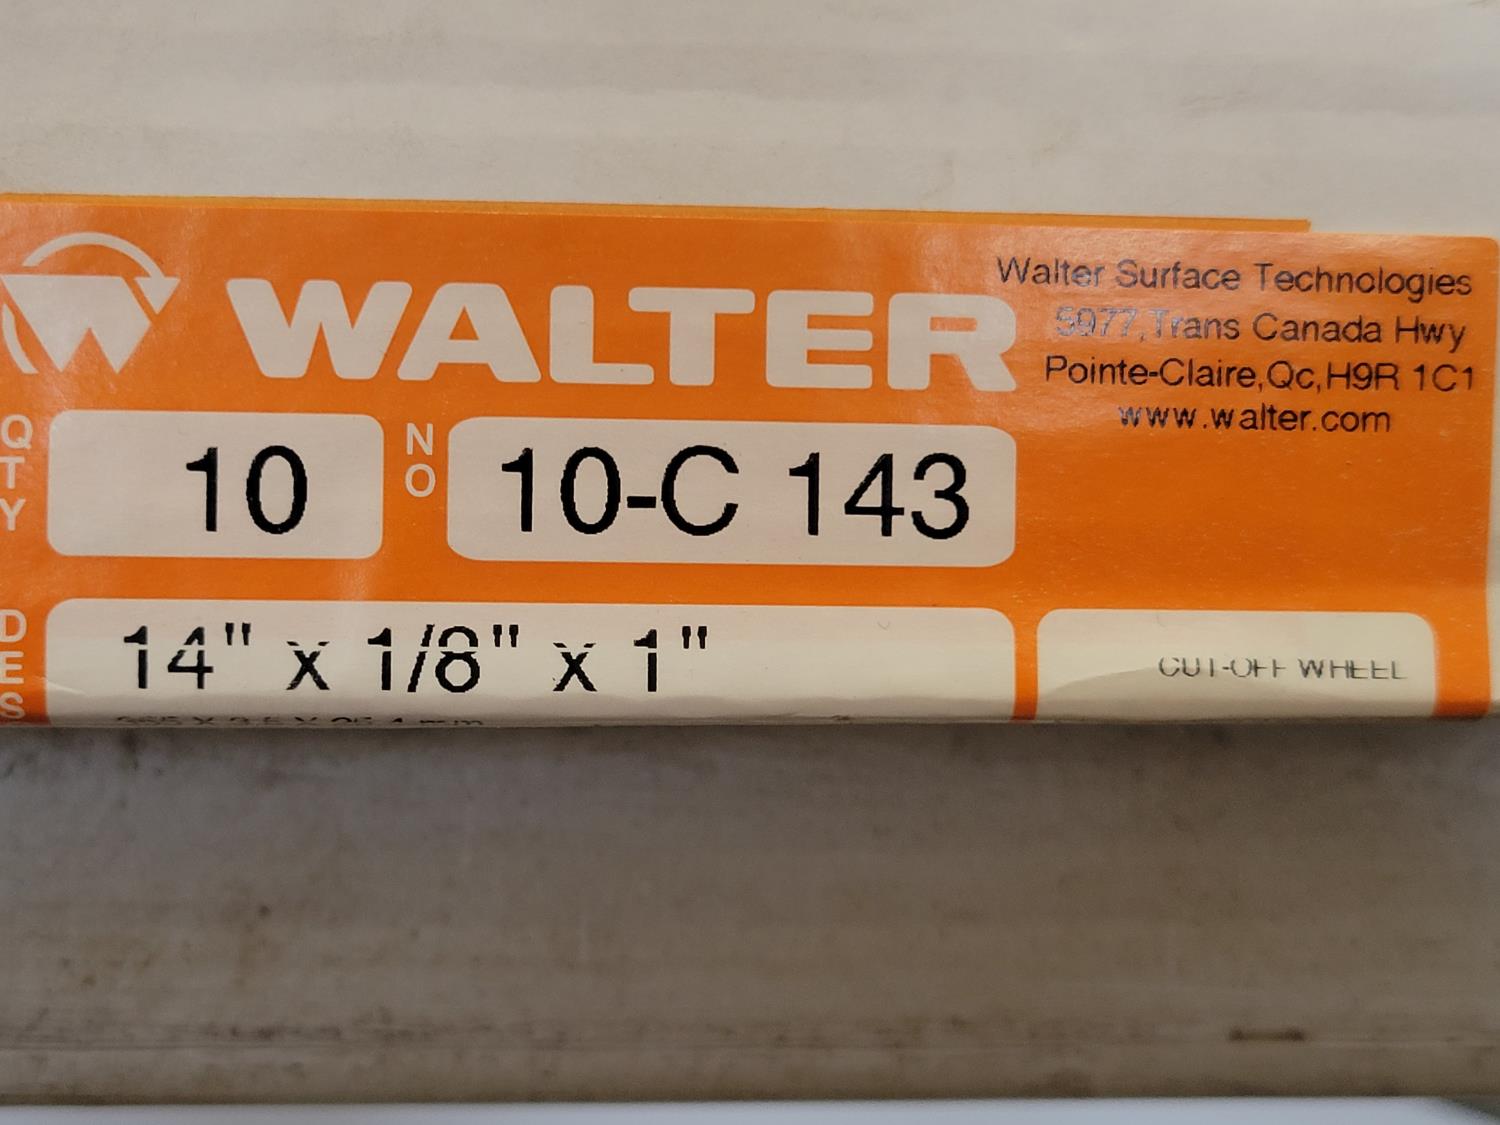 WALTER
Walter Surface Technologies
5977,Trans Canada Hwy
Pointe-Claire,Qc,H9R 1C1
www.walter.com
QTY 10 NO 10-C 143
DES 14" x 1/8" x 1"
CUT-OFF WHEEL